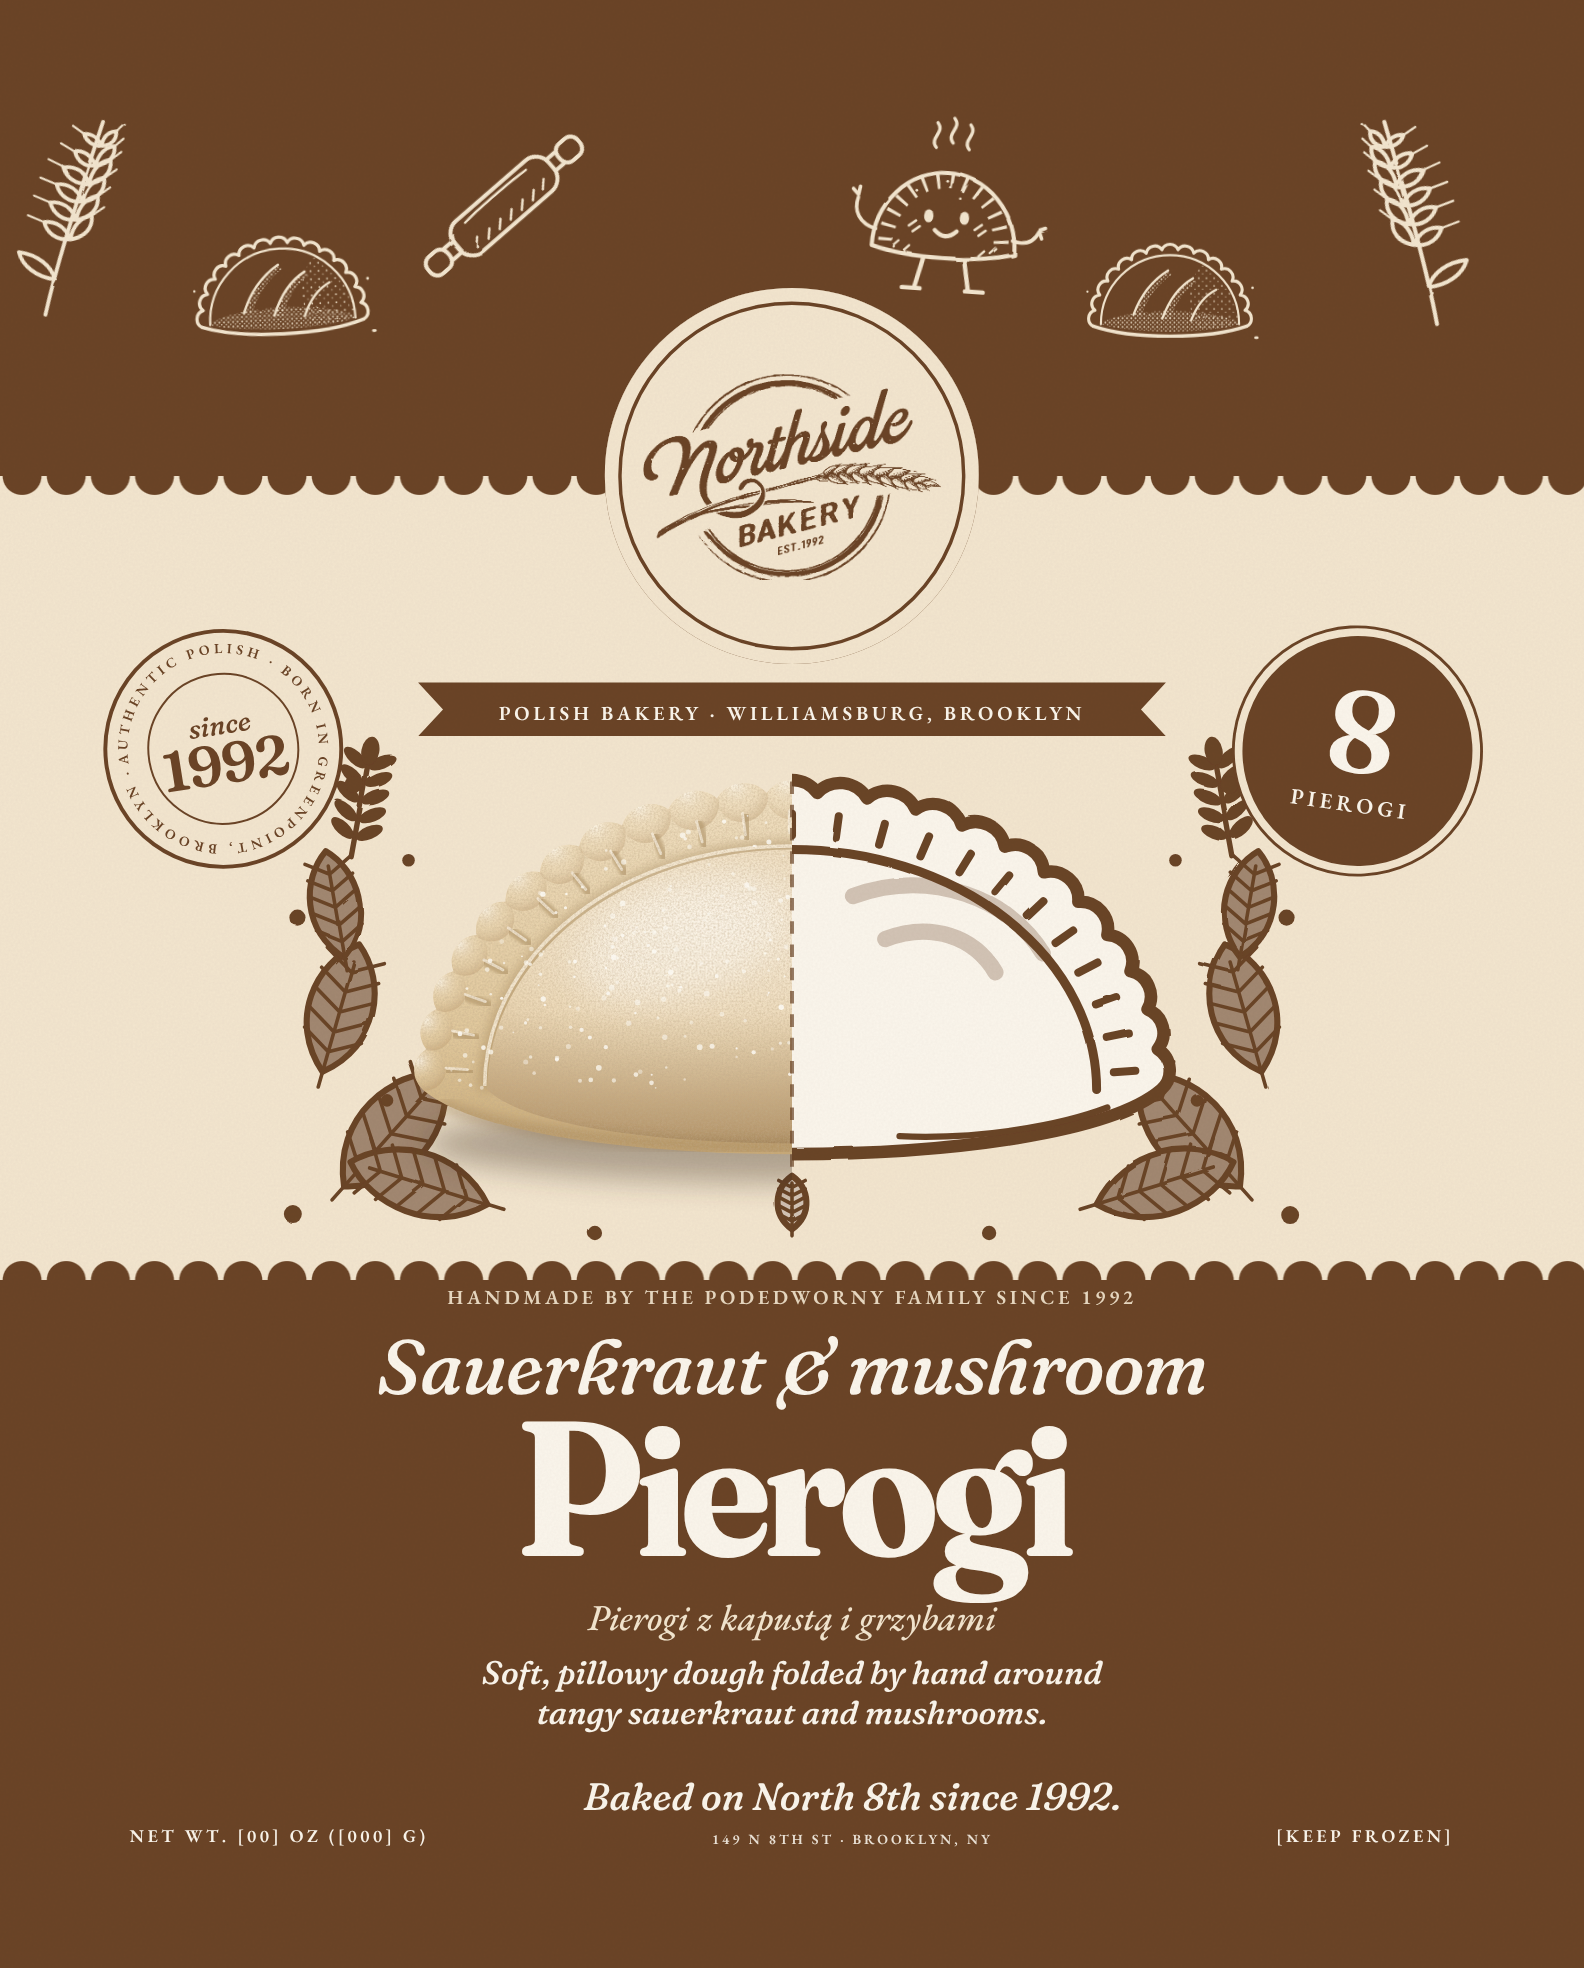 Northside
BAKERY
EST.1992
AUTHENTIC POLISH · BORN IN GREENPOINT, BROOKLYN ·
since
1992
POLISH BAKERY · WILLIAMSBURG, BROOKLYN
8
PIEROGI
HANDMADE BY THE PODEDWORNY FAMILY SINCE 1992
Sauerkraut & mushroom
Pierogi
Pierogi z kapustą i grzybami
Soft, pillowy dough folded by hand around
tangy sauerkraut and mushrooms.
Baked on North 8th since 1992.
NET WT. [00] OZ ([000] G)
149 N 8TH ST · BROOKLYN, NY
[KEEP FROZEN]